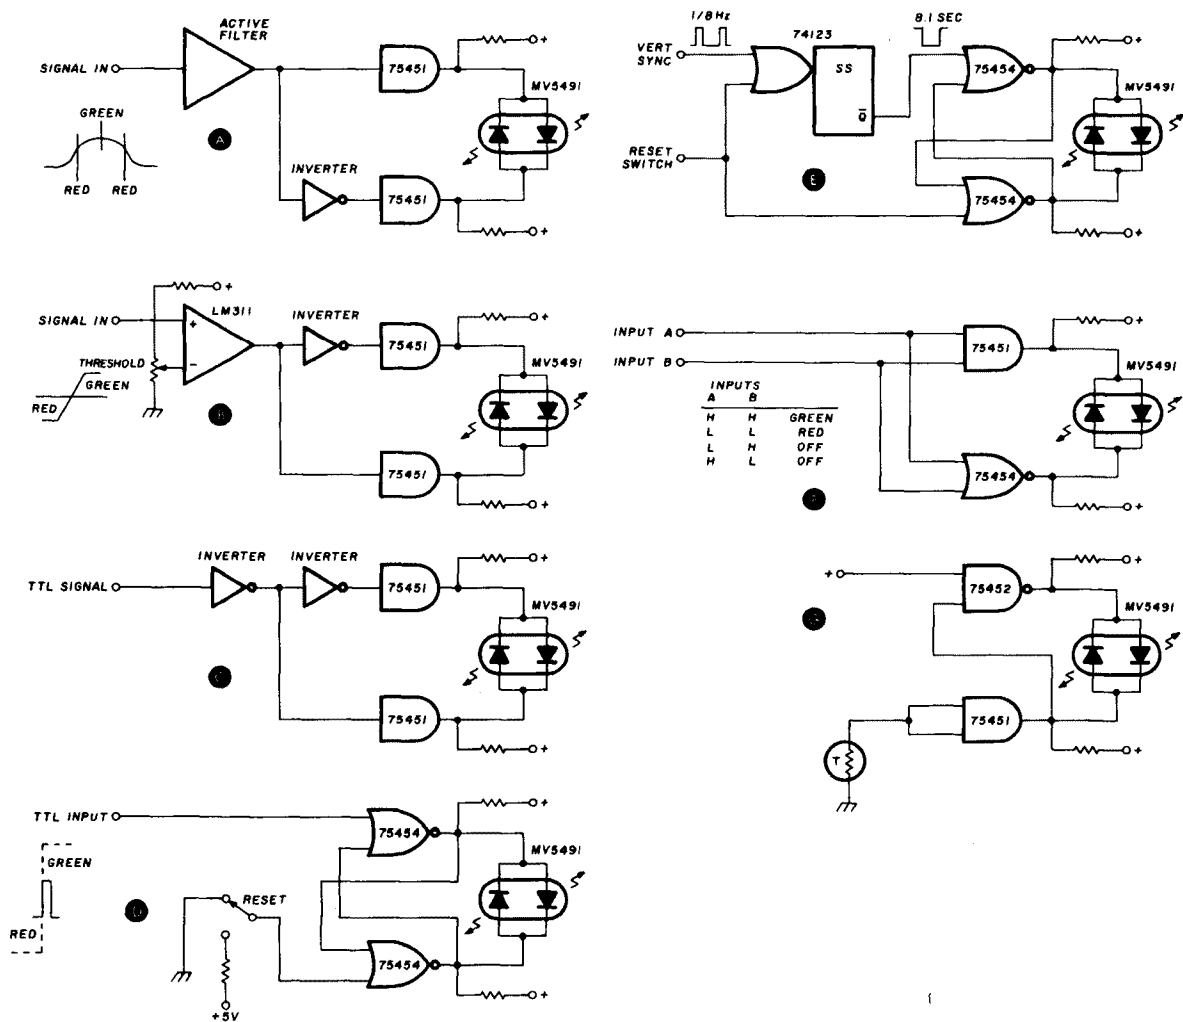 ACTIVE
FILTER
SIGNAL IN
75451
+
MV5491
GREEN
A
RED RED
INVERTER
75451
+
SIGNAL IN
+
LM311
+
-
THRESHOLD
GREEN
RED
B
INVERTER
75451
+
MV5491
75451
+
TTL SIGNAL
INVERTER INVERTER
75451
+
MV5491
C
75451
+
TTL INPUT
75454
+
MV5491
GREEN
RED
D
RESET
+5V
75454
+
1/8 Hz
VERT
SYNC
74123
SS
Q
8.1 SEC
75454
+
MV5491
RESET
SWITCH
E
75454
+
INPUT A
INPUT B
75451
+
MV5491
INPUTS
A B
H H GREEN
L L RED
L H OFF
H L OFF
75454
+
+
75452
+
MV5491
T
75451
+